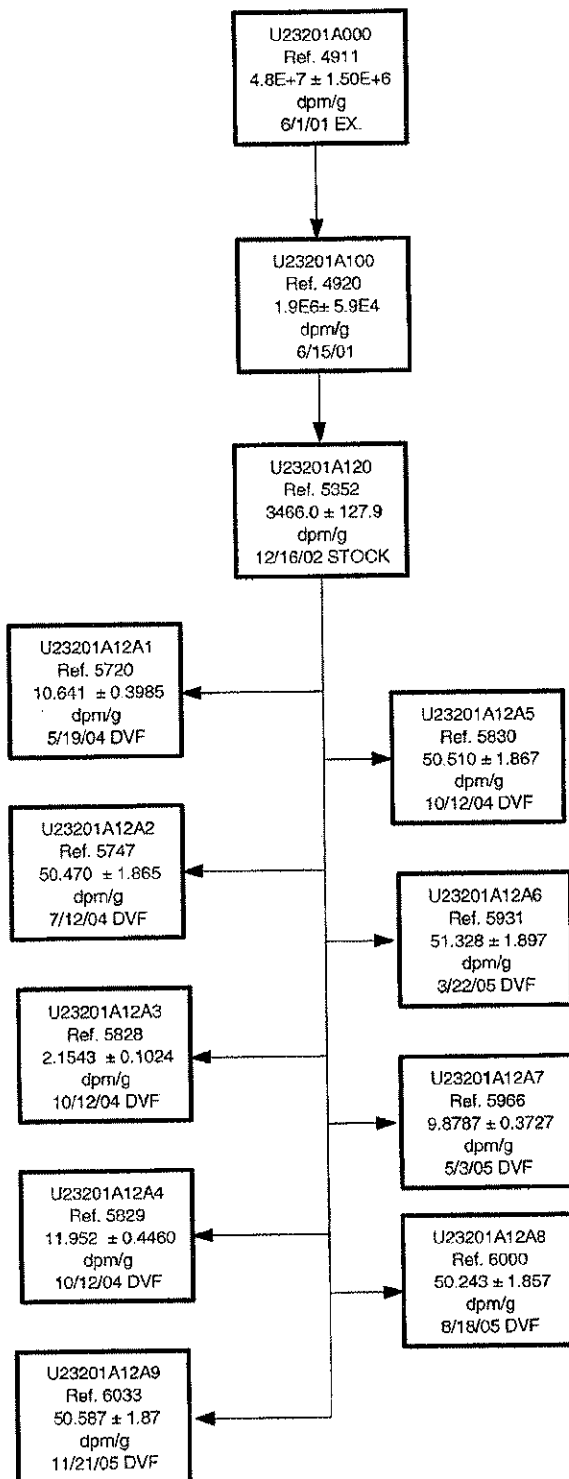 U23201A000
Ref. 4911
4.8E+7 ± 1.50E+6
dpm/g
6/1/01 EX.
U23201A100
Ref. 4920
1.9E6± 5.9E4
dpm/g
6/15/01
U23201A120
Ref. 5352
3466.0 ± 127.9
dpm/g
12/16/02 STOCK
U23201A12A1
Ref. 5720
10.641 ± 0.3985
dpm/g
5/19/04 DVF
U23201A12A5
Ref. 5830
50.510 ± 1.867
dpm/g
10/12/04 DVF
U23201A12A2
Ref. 5747
50.470 ± 1.865
dpm/g
7/12/04 DVF
U23201A12A6
Ref. 5931
51.328 ± 1.897
dpm/g
3/22/05 DVF
U23201A12A3
Ref. 5828
2.1543 ± 0.1024
dpm/g
10/12/04 DVF
U23201A12A7
Ref. 5966
9.8787 ± 0.3727
dpm/g
5/3/05 DVF
U23201A12A4
Ref. 5829
11.952 ± 0.4460
dpm/g
10/12/04 DVF
U23201A12A8
Ref. 6000
50.243 ± 1.857
dpm/g
8/18/05 DVF
U23201A12A9
Ref. 6033
50.587 ± 1.87
dpm/g
11/21/05 DVF